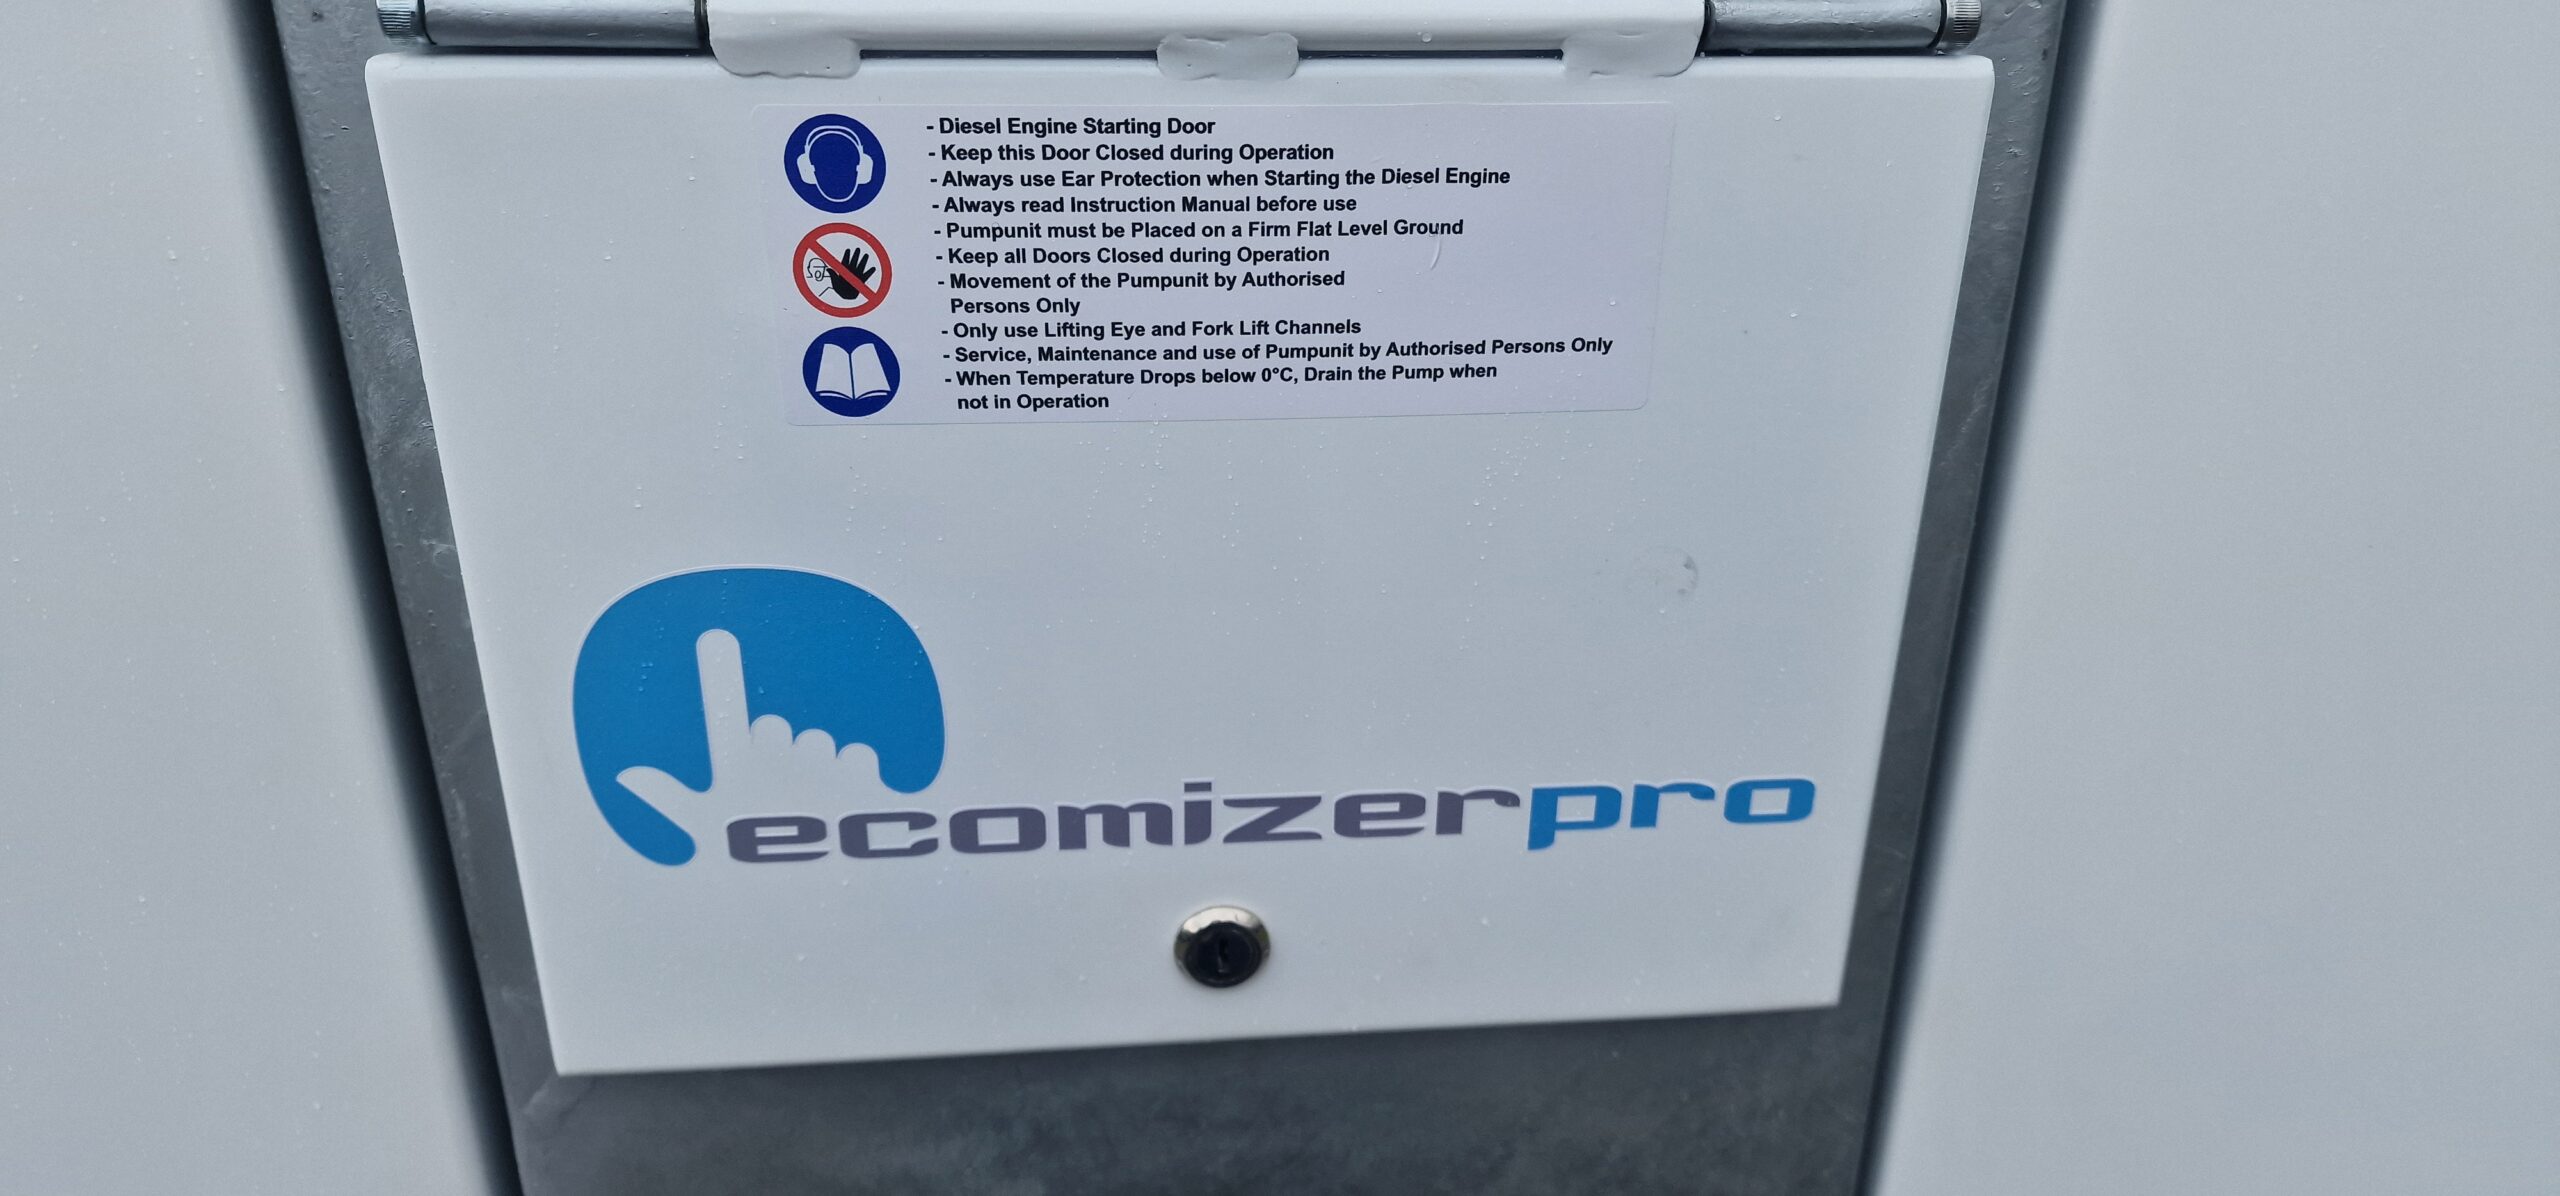 - Diesel Engine Starting Door
- Keep this Door Closed during Operation
- Always use Ear Protection when Starting the Diesel Engine
- Always read Instruction Manual before use
- Pumpunit must be Placed on a Firm Flat Level Ground
- Keep all Doors Closed during Operation
- Movement of the Pumpunit by Authorised
Persons Only
- Only use Lifting Eye and Fork Lift Channels
- Service, Maintenance and use of Pumpunit by Authorised Persons Only
- When Temperature Drops below 0°C, Drain the Pump when
not in Operation
ecomizerpro